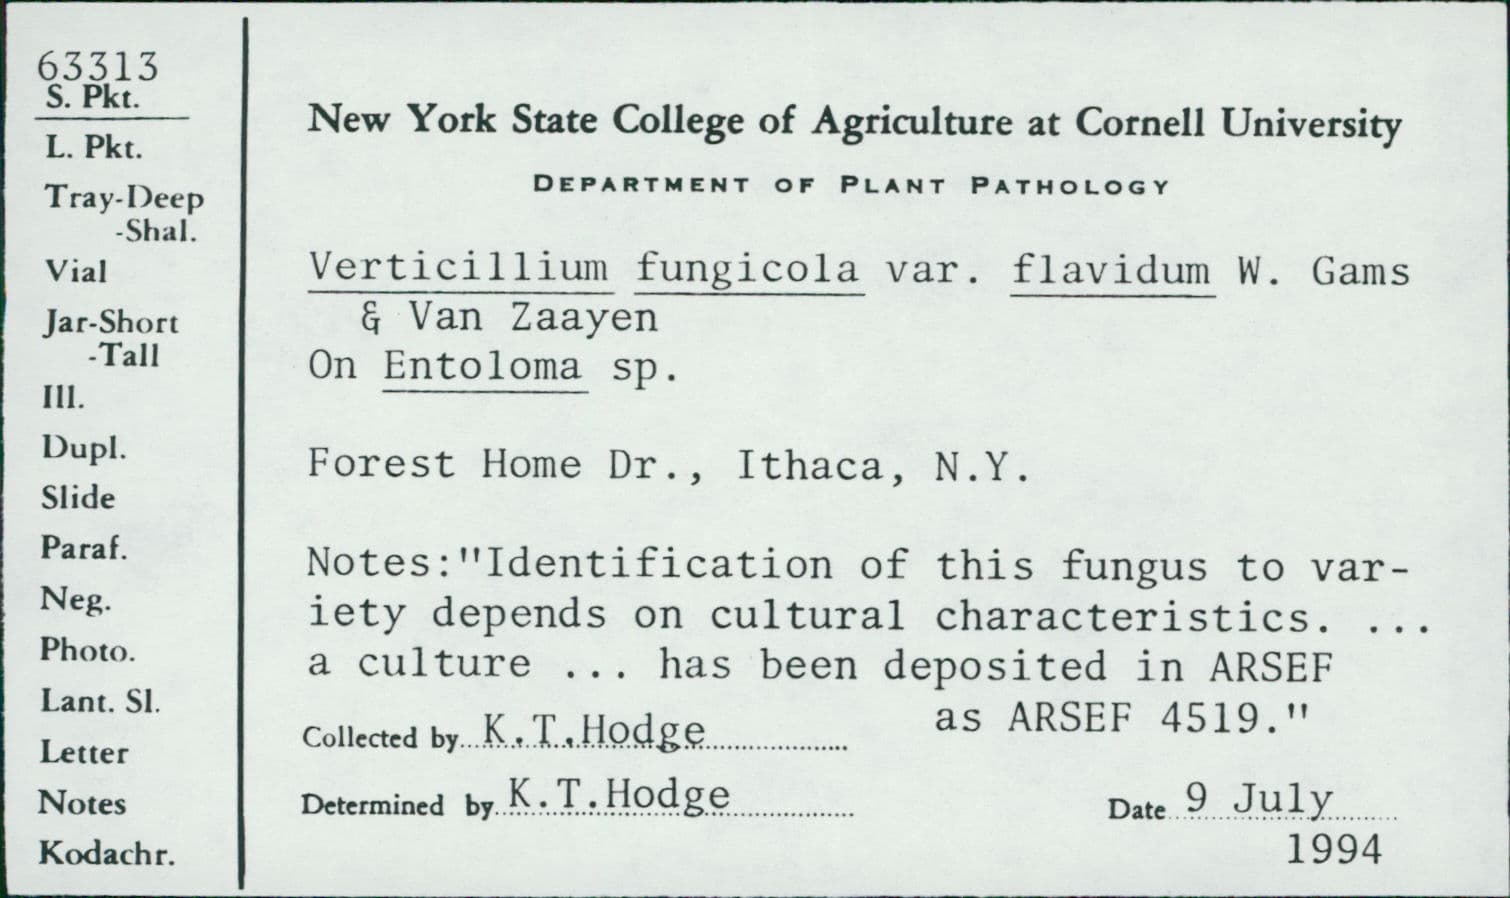 63313
S. Pkt.
L. Pkt.
Tray-Deep
-Shal.
Vial
Jar-Short
-Tall
Ill.
Dupl.
Slide
Paraf.
Neg.
Photo.
Lant. Sl.
Letter
Notes
Kodachr.
New York State College of Agriculture at Cornell University
DEPARTMENT OF PLANT PATHOLOGY
Verticillium fungicola var. flavidum W. Gams
& Van Zaayen
On Entoloma sp.
Forest Home Dr., Ithaca, N.Y.
Notes:"Identification of this fungus to var-
iety depends on cultural characteristics. ...
a culture ... has been deposited in ARSEF
as ARSEF 4519."
Collected by K.T.Hodge
Determined by K.T.Hodge
Date 9 July
1994